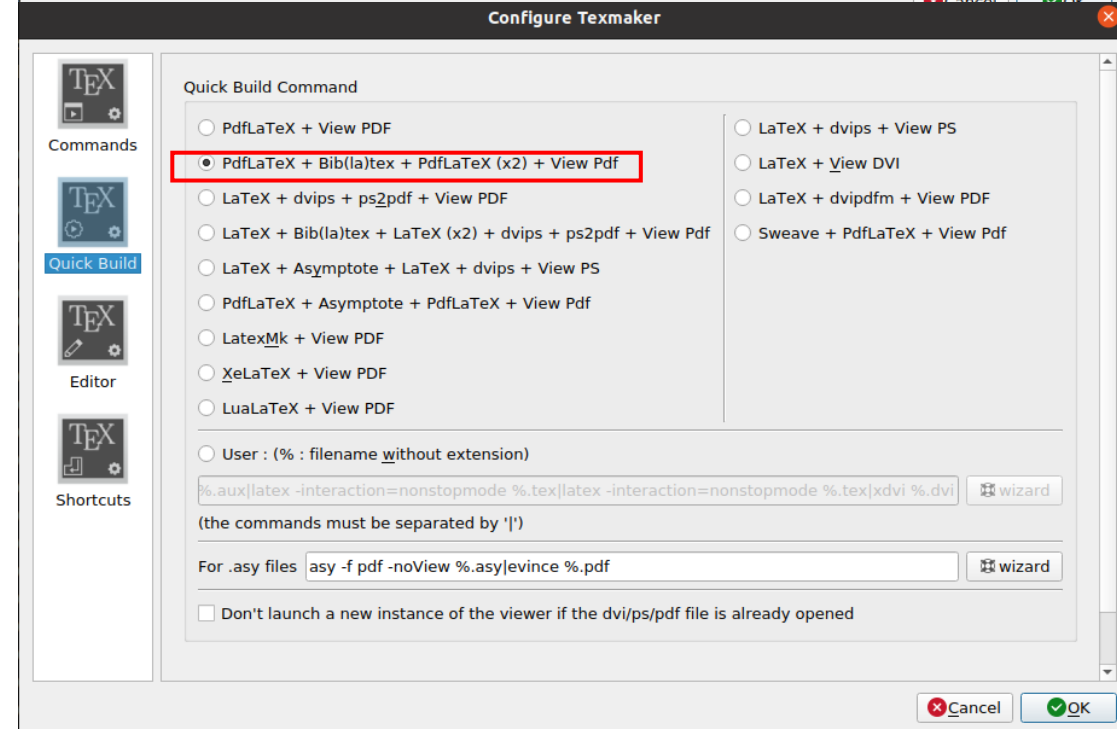 Cancel OK
Configure Texmaker
TEX
Commands
TEX
Quick Build
TEX
Editor
TEX
Shortcuts
Quick Build Command
PdfLaTeX + View PDF
PdfLaTeX + Bib(la)tex + PdfLaTeX (x2) + View Pdf
LaTeX + dvips + ps2pdf + View PDF
LaTeX + Bib(la)tex + LaTeX (x2) + dvips + ps2pdf + View Pdf
LaTeX + Asymptote + LaTeX + dvips + View PS
PdfLaTeX + Asymptote + PdfLaTeX + View Pdf
LatexMk + View PDF
XeLaTeX + View PDF
LuaLaTeX + View PDF
LaTeX + dvips + View PS
LaTeX + View DVI
LaTeX + dvipdfm + View PDF
Sweave + PdfLaTeX + View Pdf
User : (% : filename without extension)
%.aux|latex -interaction=nonstopmode %.tex|latex -interaction=nonstopmode %.tex|xdvi %.dvi
wizard
(the commands must be separated by '|')
For .asy files asy -f pdf -noView %.asy|evince %.pdf
wizard
Don't launch a new instance of the viewer if the dvi/ps/pdf file is already opened
Cancel
OK